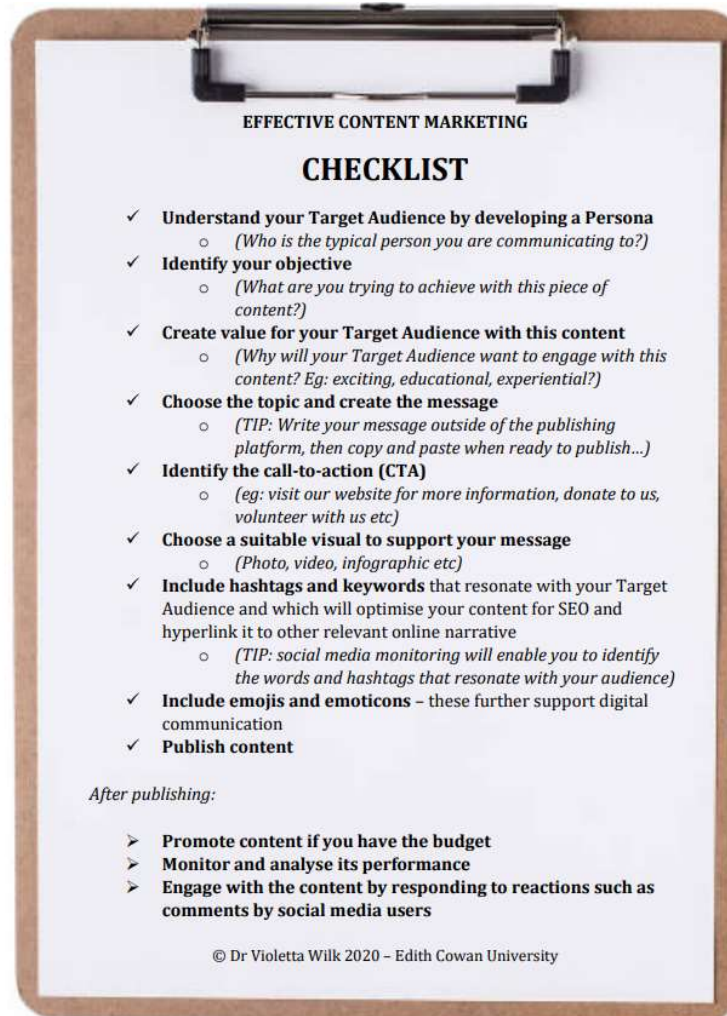 EFFECTIVE CONTENT MARKETING
CHECKLIST
✓ Understand your Target Audience by developing a Persona
o (Who is the typical person you are communicating to?)
✓ Identify your objective
o (What are you trying to achieve with this piece of
content?)
✓ Create value for your Target Audience with this content
o (Why will your Target Audience want to engage with this
content? Eg: exciting, educational, experiential?)
✓ Choose the topic and create the message
o (TIP: Write your message outside of the publishing
platform, then copy and paste when ready to publish…)
✓ Identify the call-to-action (CTA)
o (eg: visit our website for more information, donate to us,
volunteer with us etc)
✓ Choose a suitable visual to support your message
o (Photo, video, infographic etc)
✓ Include hashtags and keywords that resonate with your Target
Audience and which will optimise your content for SEO and
hyperlink it to other relevant online narrative
o (TIP: social media monitoring will enable you to identify
the words and hashtags that resonate with your audience)
✓ Include emojis and emoticons – these further support digital
communication
✓ Publish content
After publishing:
➤ Promote content if you have the budget
➤ Monitor and analyse its performance
➤ Engage with the content by responding to reactions such as
comments by social media users
© Dr Violetta Wilk 2020 – Edith Cowan University